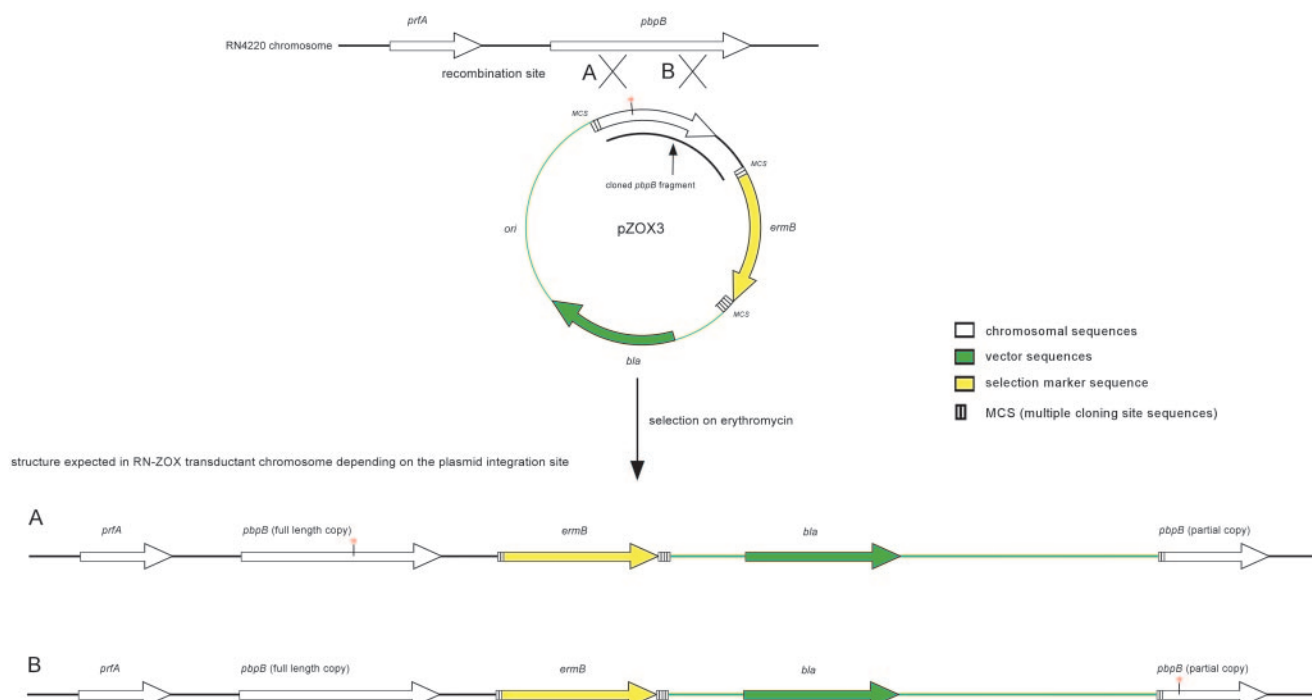 prfA
pbpB
RN4220 chromosome
recombination site
A
B
MCS
MCS
cloned pbpB fragment
ori
pZOX3
ermB
MCS
bla
chromosomal sequences
vector sequences
selection marker sequence
MCS (multiple cloning site sequences)
selection on erythromycin
structure expected in RN-ZOX transductant chromosome depending on the plasmid integration site
A
prfA
pbpB (full length copy)
ermB
bla
pbpB (partial copy)
B
prfA
pbpB (full length copy)
ermB
bla
pbpB (partial copy)